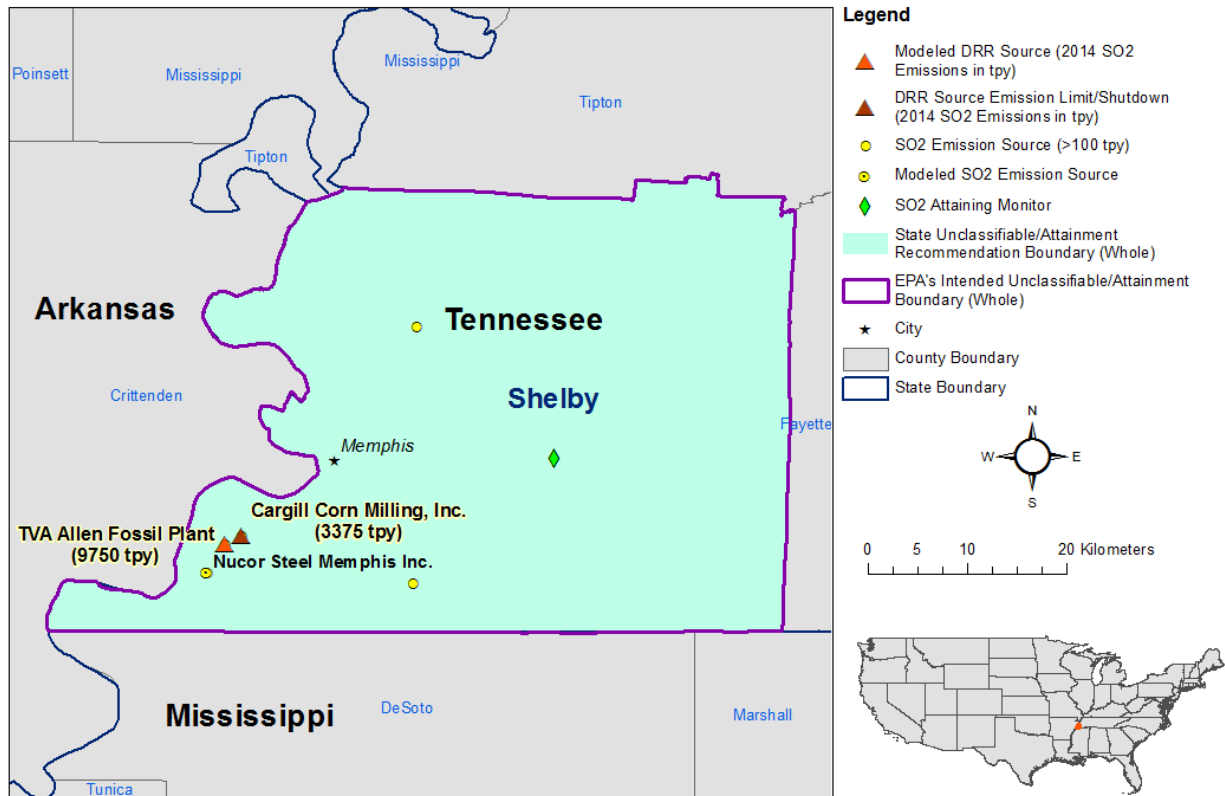 Poinsett
Mississippi
Mississippi
Tipton
Tipton
Arkansas
Tennessee
Crittenden
Shelby
Fayette
Memphis
Cargill Corn Milling, Inc.
(3375 tpy)
TVA Allen Fossil Plant
(9750 tpy)
Nucor Steel Memphis Inc.
Mississippi
DeSoto
Marshall
Tunica
Legend
Modeled DRR Source (2014 SO2
Emissions in tpy)
DRR Source Emission Limit/Shutdown
(2014 SO2 Emissions in tpy)
SO2 Emission Source (>100 tpy)
Modeled SO2 Emission Source
SO2 Attaining Monitor
State Unclassifiable/Attainment
Recommendation Boundary (Whole)
EPA's Intended Unclassifiable/Attainment
Boundary (Whole)
City
County Boundary
State Boundary
N
W
E
S
0 5 10 20 Kilometers